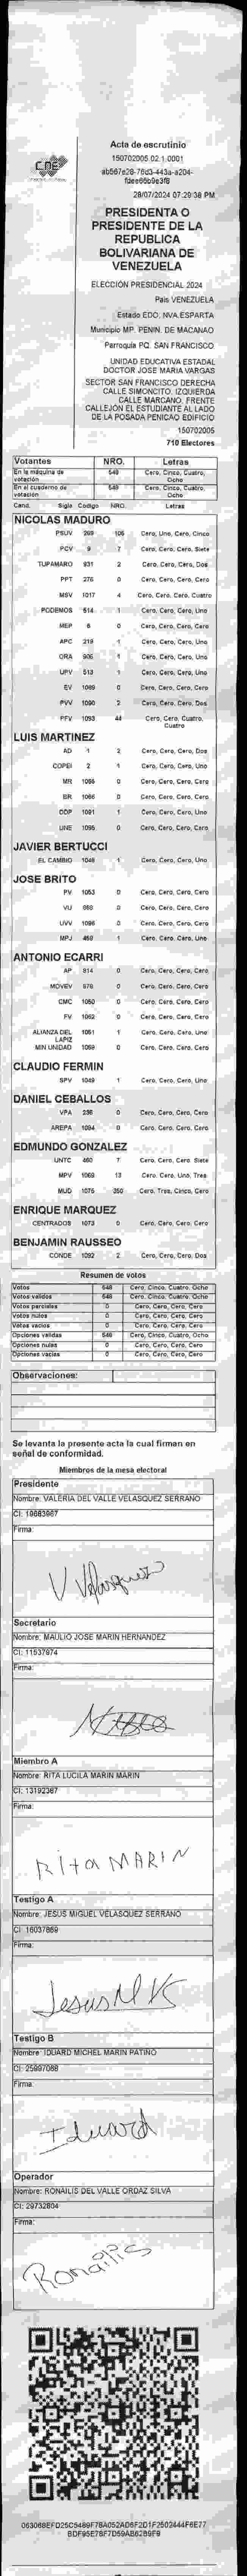 CNE
Acta de escrutinio
150702005.02.1.0001
ab567e28-76d3-443a-a204-
fdee65b9e3f8
28/07/2024 07:29:38 PM
PRESIDENTA O
PRESIDENTE DE LA
REPUBLICA
BOLIVARIANA DE
VENEZUELA
ELECCIÓN PRESIDENCIAL 2024
Pais VENEZUELA
Estado EDO. NVA.ESPARTA
Municipio MP. PENIN. DE MACANAO
Parroquia PQ. SAN FRANCISCO
UNIDAD EDUCATIVA ESTADAL
DOCTOR JOSE MARIA VARGAS
SECTOR SAN FRANCISCO DERECHA
CALLE SIMONCITO. IZQUIERDA
CALLE MARCANO. FRENTE
CALLEJÓN EL ESTUDIANTE AL LADO
DE LA POSADA PENICAO EDIFICIO
150702005
710 Electores
Votantes NRO. Letras
En la máquina de votación 548 Cero, Cinco, Cuatro, Ocho
En el cuaderno de votación 548 Cero, Cinco, Cuatro, Ocho
Cand. Sigla Codigo NRO. Letras
NICOLAS MADURO
PSUV 269 105 Cero, Uno, Cero, Cinco
PCV 9 7 Cero, Cero, Cero, Siete
TUPAMARO 931 2 Cero, Cero, Cero, Dos
PPT 276 0 Cero, Cero, Cero, Cero
MSV 1017 4 Cero, Cero, Cero, Cuatro
PODEMOS 514 1 Cero, Cero, Cero, Uno
MEP 6 0 Cero, Cero, Cero, Cero
APC 219 1 Cero, Cero, Cero, Uno
ORA 906 1 Cero, Cero, Cero, Uno
UPV 513 1 Cero, Cero, Cero, Uno
EV 1089 0 Cero, Cero, Cero, Cero
PVV 1090 2 Cero, Cero, Cero, Dos
PFV 1093 44 Cero, Cero, Cuatro, Cuatro
LUIS MARTINEZ
AD 1 2 Cero, Cero, Cero, Dos
COPEI 2 1 Cero, Cero, Cero, Uno
MR 1055 0 Cero, Cero, Cero, Cero
BR 1066 0 Cero, Cero, Cero, Cero
DDP 1091 1 Cero, Cero, Cero, Uno
UNE 1095 0 Cero, Cero, Cero, Cero
JAVIER BERTUCCI
EL CAMBIO 1048 1 Cero, Cero, Cero, Uno
JOSE BRITO
PV 1053 0 Cero, Cero, Cero, Cero
VU 0 Cero, Cero, Cero, Cero
UVV 1096 0 Cero, Cero, Cero, Cero
MPJ 1 Cero, Cero, Cero, Uno
ANTONIO ECARRI
AP 814 0 Cero, Cero, Cero, Cero
MOVEV 0 Cero, Cero, Cero, Cero
CMC 1050 0 Cero, Cero, Cero, Cero
FV 1062 0 Cero, Cero, Cero, Cero
ALIANZA DEL LAPIZ 1051 1 Cero, Cero, Cero, Uno
MIN UNIDAD 0 Cero, Cero, Cero, Cero
CLAUDIO FERMIN
SPV 1049 1 Cero, Cero, Cero, Uno
DANIEL CEBALLOS
VPA 0 Cero, Cero, Cero, Cero
AREPA 1094 0 Cero, Cero, Cero, Cero
EDMUNDO GONZALEZ
UNTC 7 Cero, Cero, Cero, Siete
MPV 1069 13 Cero, Cero, Uno, Tres
MUD 1075 350 Cero, Tres, Cinco, Cero
ENRIQUE MARQUEZ
CENTRADOS 1073 0 Cero, Cero, Cero, Cero
BENJAMIN RAUSSEO
CONDE 1092 2 Cero, Cero, Cero, Dos
Resumen de votos
Votos 548 Cero, Cinco, Cuatro, Ocho
Votos validos 548 Cero, Cinco, Cuatro, Ocho
Votos parciales 0 Cero, Cero, Cero, Cero
Votos nulos 0 Cero, Cero, Cero, Cero
Votos vacios 0 Cero, Cero, Cero, Cero
Opciones validas 548 Cero, Cinco, Cuatro, Ocho
Opciones nulas 0 Cero, Cero, Cero, Cero
Opciones vacias 0 Cero, Cero, Cero, Cero
Observaciones:
Se levanta la presente acta la cual firman en
señal de conformidad.
Miembros de la mesa electoral
Presidente
Nombre: VALERIA DEL VALLE VELASQUEZ SERRANO
CI: 19683967
Firma:
V Velasquez
Secretario
Nombre: MAULIO JOSE MARIN HERNANDEZ
CI: 11537874
Firma:
Miembro A
Nombre: RITA LUCILA MARIN MARIN
CI: 13192367
Firma:
Rita MARIN
Testigo A
Nombre: JESUS MIGUEL VELASQUEZ SERRANO
CI: 16037869
Firma:
Jesus M VS
Testigo B
Nombre: IDUARD MICHEL MARIN PATIÑO
CI: 25997068
Firma:
Iduard
Operador
Nombre: RONAILIS DEL VALLE ORDAZ SILVA
CI: 29732804
Firma:
Ronailis